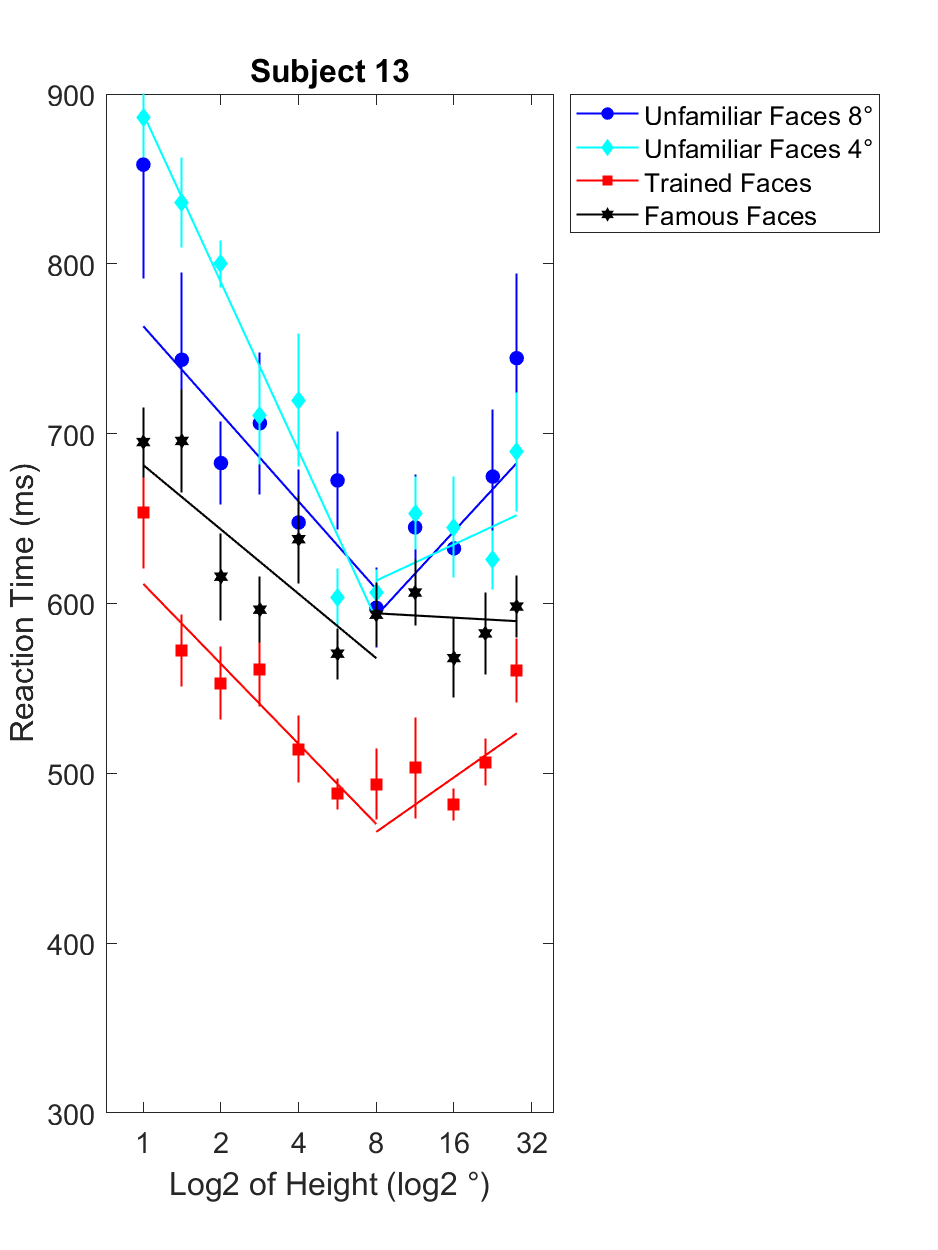 Subject 13
900
800
700
600
500
400
300
Reaction Time (ms)
1 2 4 8 16 32
Log2 of Height (log2 °)
Unfamiliar Faces 8°
Unfamiliar Faces 4°
Trained Faces
Famous Faces